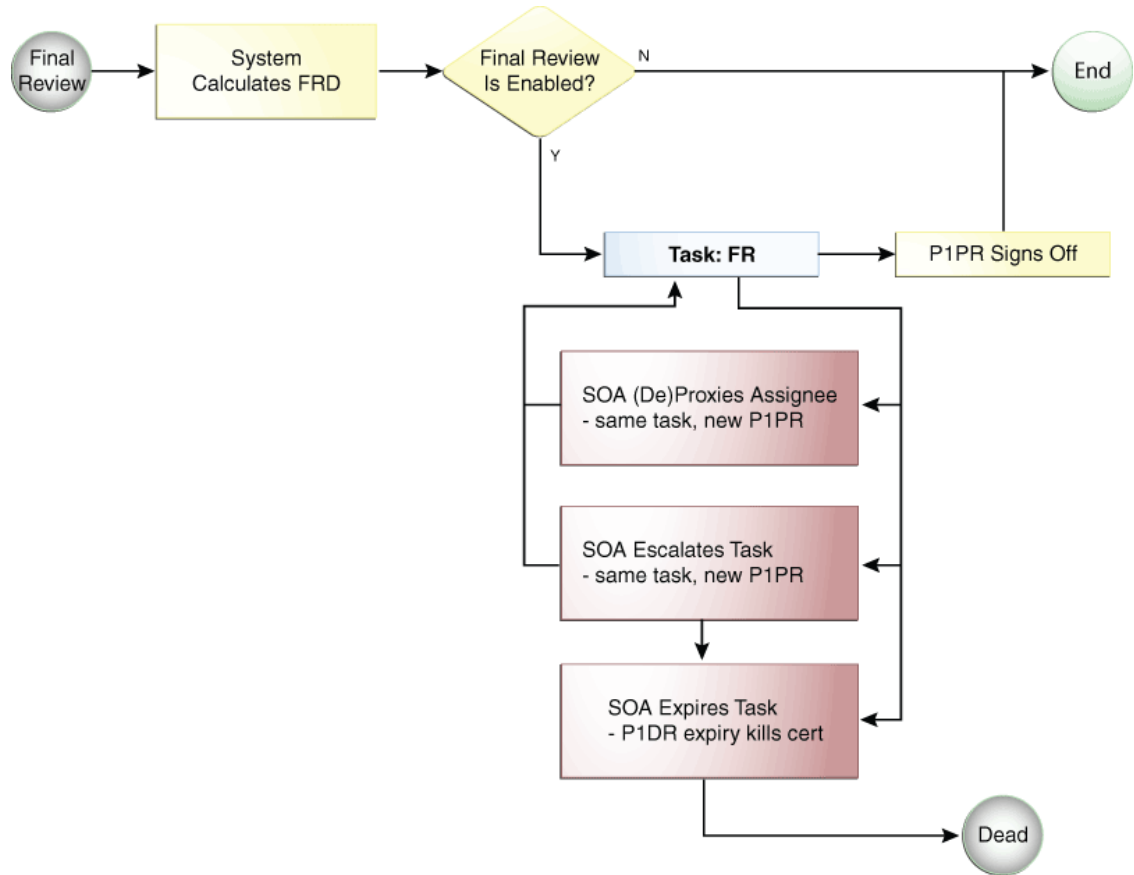 Final
Review
System
Calculates FRD
Final Review
Is Enabled?
N
End
Y
Task: FR
P1PR Signs Off
SOA (De)Proxies Assignee
- same task, new P1PR
SOA Escalates Task
- same task, new P1PR
SOA Expires Task
- P1DR expiry kills cert
Dead